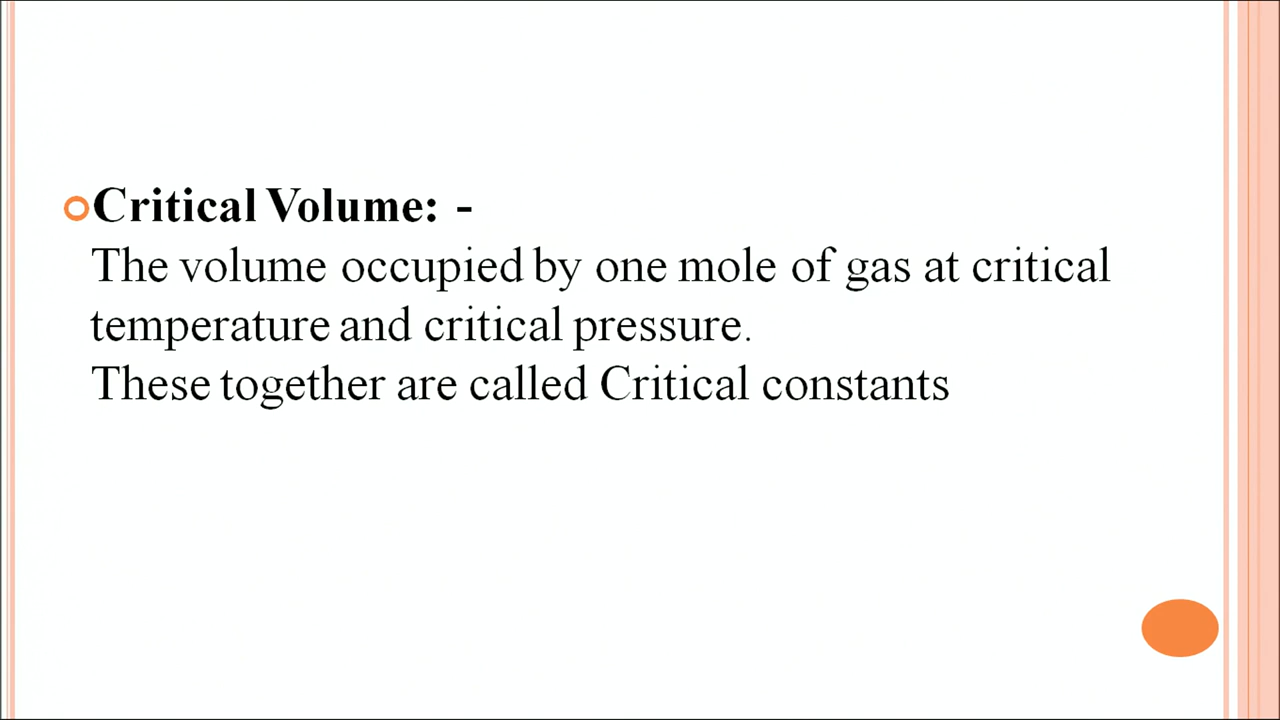 Critical Volume: -
The volume occupied by one mole of gas at critical
temperature and critical pressure.
These together are called Critical constants